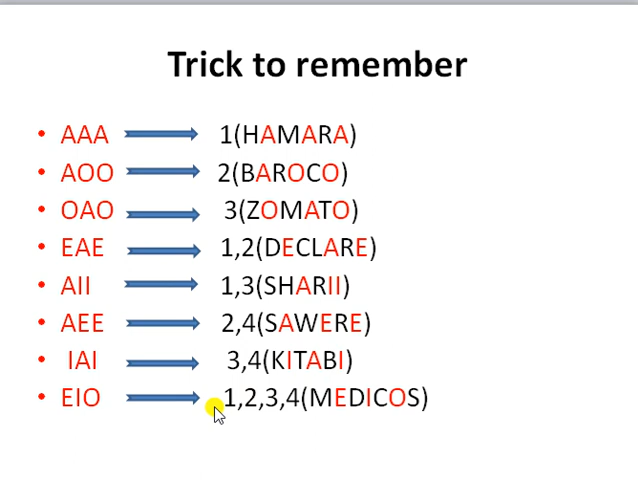 Trick to remember
• AAA 1(HAMARA)
• AOO 2(BAROCO)
• OAO 3(ZOMATO)
• EAE 1,2(DECLARE)
• AII 1,3(SHARII)
• AEE 2,4(SAWERE)
• IAI 3,4(KITABI)
• EIO 1,2,3,4(MEDICOS)